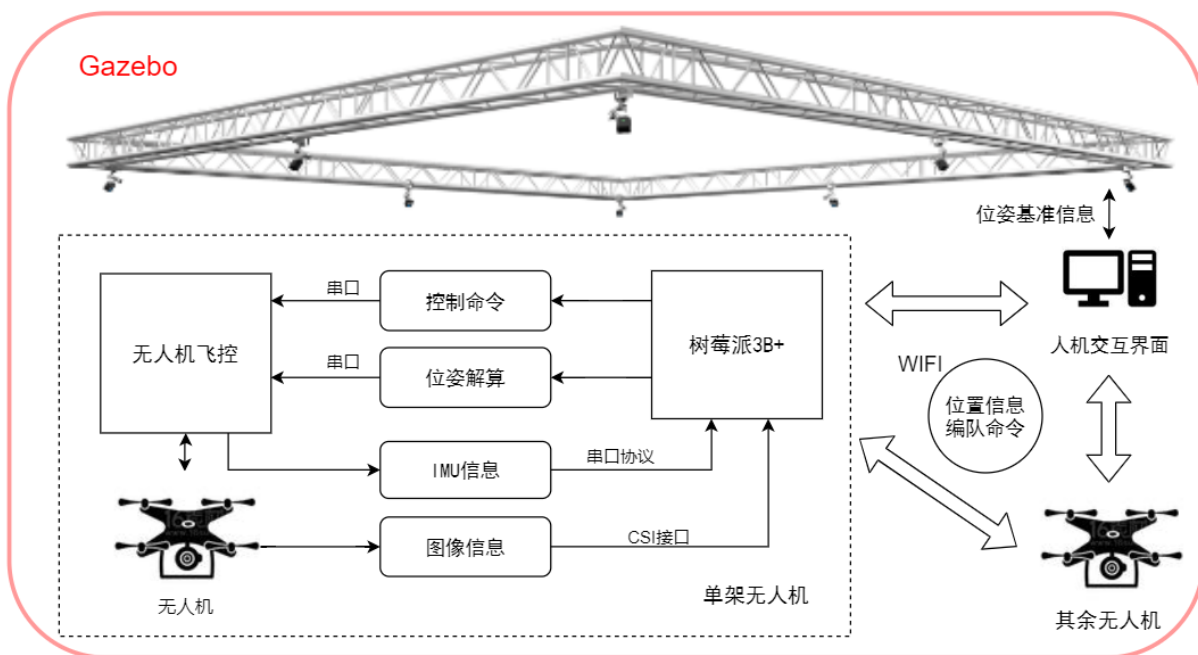 Gazebo
位姿基准信息
串口
控制命令
无人机飞控
树莓派3B+
串口
位姿解算
人机交互界面
WIFI
位置信息
编队命令
IMU信息
串口协议
图像信息
CSI接口
无人机
单架无人机
其余无人机